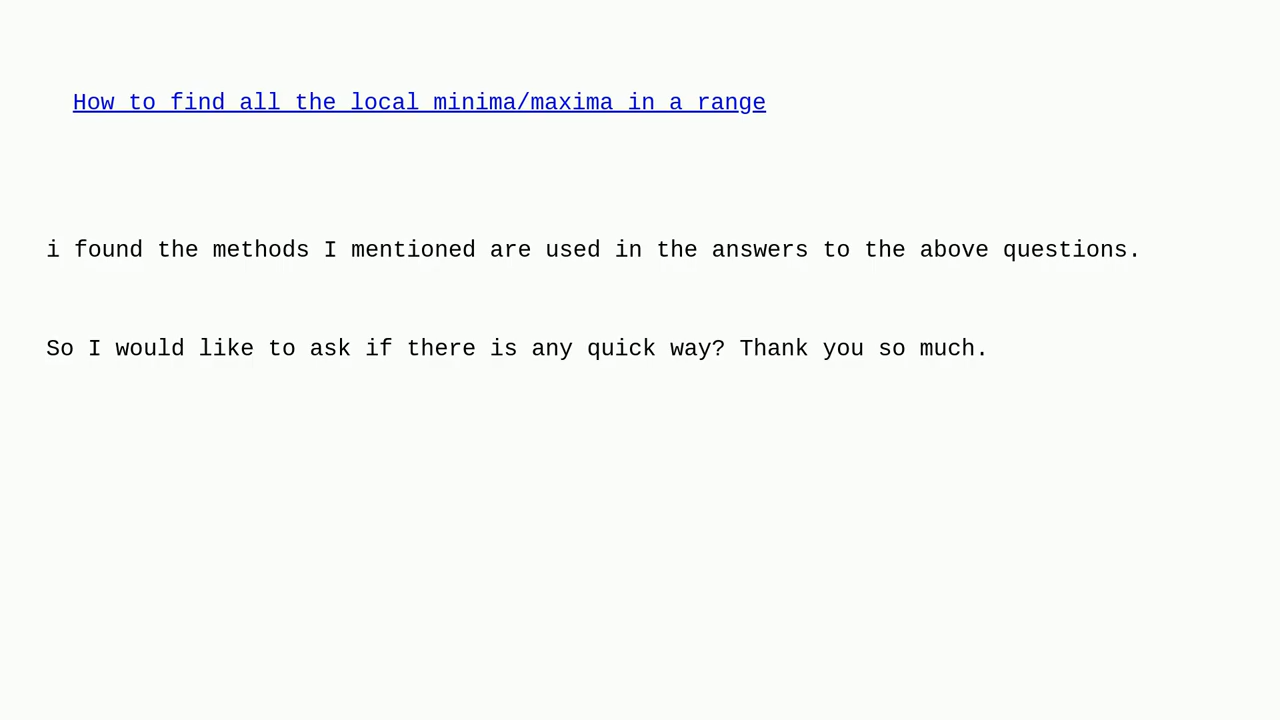 How to find all the local minima/maxima in a range
i found the methods I mentioned are used in the answers to the above questions.
So I would like to ask if there is any quick way? Thank you so much.